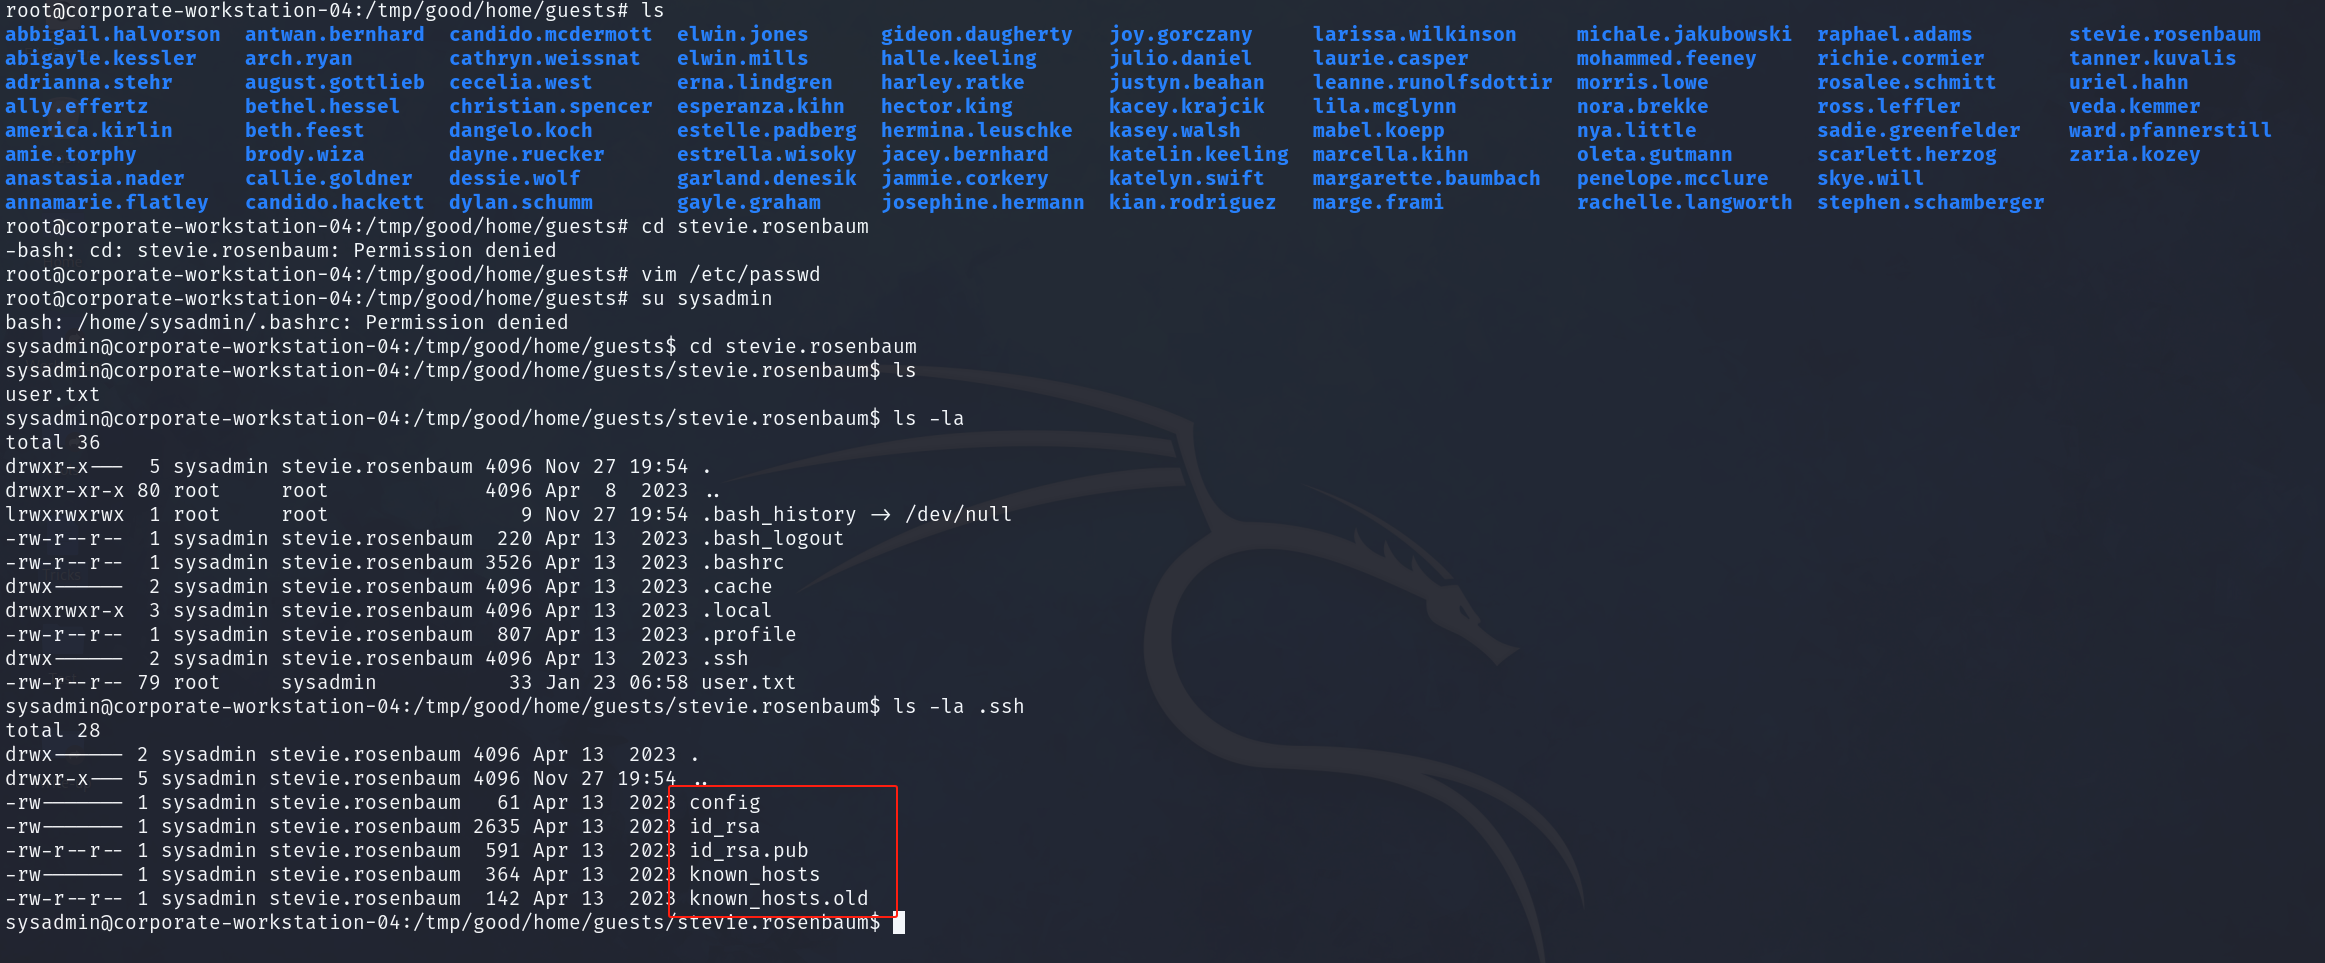 root@corporate-workstation-04:/tmp/good/home/guests# ls
abbigail.halvorson antwan.bernhard candido.mcdermott elwin.jones gideon.daugherty joy.gorczany larissa.wilkinson michale.jakubowski raphael.adams stevie.rosenbaum
abigayle.kessler arch.ryan cathryn.weissnat elwin.mills halle.keeling julio.daniel laurie.casper mohammed.feeney richie.cormier tanner.kuvalis
adrianna.stehr august.gottlieb cecelia.west erna.lindgren harley.ratke justyn.beahan leanne.runolfsdottir morris.lowe rosalee.schmitt uriel.hahn
ally.effertz bethel.hessel christian.spencer esperanza.kihn hector.king kacey.krajcik lila.mcglynn nora.brekke ross.leffler veda.kemmer
america.kirlin beth.feest dangelo.koch estelle.padberg hermina.leuschke kasey.walsh mabel.koepp nya.little sadie.greenfelder ward.pfannerstill
amie.torphy brody.wiza dayne.ruecker estrella.wisoky jacey.bernhard katelin.keeling marcella.kihn oleta.gutmann scarlett.herzog zaria.kozey
anastasia.nader callie.goldner dessie.wolf garland.denesik jammie.corkery katelyn.swift margarette.baumbach penelope.mcclure skye.will
annamarie.flatley candido.hackett dylan.schumm gayle.graham josephine.hermann kian.rodriguez marge.frami rachelle.langworth stephen.schamberger
root@corporate-workstation-04:/tmp/good/home/guests# cd stevie.rosenbaum
-bash: cd: stevie.rosenbaum: Permission denied
root@corporate-workstation-04:/tmp/good/home/guests# vim /etc/passwd
root@corporate-workstation-04:/tmp/good/home/guests# su sysadmin
bash: /home/sysadmin/.bashrc: Permission denied
sysadmin@corporate-workstation-04:/tmp/good/home/guests$ cd stevie.rosenbaum
sysadmin@corporate-workstation-04:/tmp/good/home/guests/stevie.rosenbaum$ ls
user.txt
sysadmin@corporate-workstation-04:/tmp/good/home/guests/stevie.rosenbaum$ ls -la
total 36
drwxr-x--- 5 sysadmin stevie.rosenbaum 4096 Nov 27 19:54 .
drwxr-xr-x 80 root root 4096 Apr 8 2023 ..
lrwxrwxrwx 1 root root 9 Nov 27 19:54 .bash_history -> /dev/null
-rw-r--r-- 1 sysadmin stevie.rosenbaum 220 Apr 13 2023 .bash_logout
-rw-r--r-- 1 sysadmin stevie.rosenbaum 3526 Apr 13 2023 .bashrc
drwx------ 2 sysadmin stevie.rosenbaum 4096 Apr 13 2023 .cache
drwxrwxr-x 3 sysadmin stevie.rosenbaum 4096 Apr 13 2023 .local
-rw-r--r-- 1 sysadmin stevie.rosenbaum 807 Apr 13 2023 .profile
drwx------ 2 sysadmin stevie.rosenbaum 4096 Apr 13 2023 .ssh
-rw-r--r-- 79 root sysadmin 33 Jan 23 06:58 user.txt
sysadmin@corporate-workstation-04:/tmp/good/home/guests/stevie.rosenbaum$ ls -la .ssh
total 28
drwx------ 2 sysadmin stevie.rosenbaum 4096 Apr 13 2023 .
drwxr-x--- 5 sysadmin stevie.rosenbaum 4096 Nov 27 19:54 ..
-rw------- 1 sysadmin stevie.rosenbaum 61 Apr 13 2023 config
-rw------- 1 sysadmin stevie.rosenbaum 2635 Apr 13 2023 id_rsa
-rw-r--r-- 1 sysadmin stevie.rosenbaum 591 Apr 13 2023 id_rsa.pub
-rw------- 1 sysadmin stevie.rosenbaum 364 Apr 13 2023 known_hosts
-rw-r--r-- 1 sysadmin stevie.rosenbaum 142 Apr 13 2023 known_hosts.old
sysadmin@corporate-workstation-04:/tmp/good/home/guests/stevie.rosenbaum$